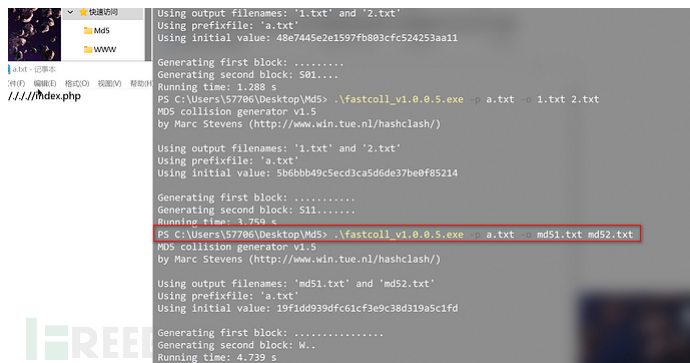 快速访问
Md5
WWW
a.txt - 记事本
件(F) 编辑(E) 格式(O) 视图(V) 帮助
/././/index.php
Using output filenames: '1.txt' and '2.txt'
Using prefixfile: 'a.txt'
Using initial value: 48e7445e2e1597fb803cfc524253aa11
Generating first block: .........
Generating second block: S01....
Running time: 1.288 s
PS C:\Users\57706\Desktop\Md5> .\fastcoll_v1.0.0.5.exe -p a.txt -o 1.txt 2.txt
MD5 collision generator v1.5
by Marc Stevens (http://www.win.tue.nl/hashclash/)
Using output filenames: '1.txt' and '2.txt'
Using prefixfile: 'a.txt'
Using initial value: 5b6bbb49c5ecd3ca5d6de37be0f85214
Generating first block: ...........
Generating second block: S11.......
Running time: 3.759 s
PS C:\Users\57706\Desktop\Md5> .\fastcoll_v1.0.0.5.exe -p a.txt -o md51.txt md52.txt
MD5 collision generator v1.5
by Marc Stevens (http://www.win.tue.nl/hashclash/)
Using output filenames: 'md51.txt' and 'md52.txt'
Using prefixfile: 'a.txt'
Using initial value: 19f1dd939dfc61cf3e9c38d319a5c1fd
Generating first block: ................
Generating second block: W..
Running time: 4.739 s